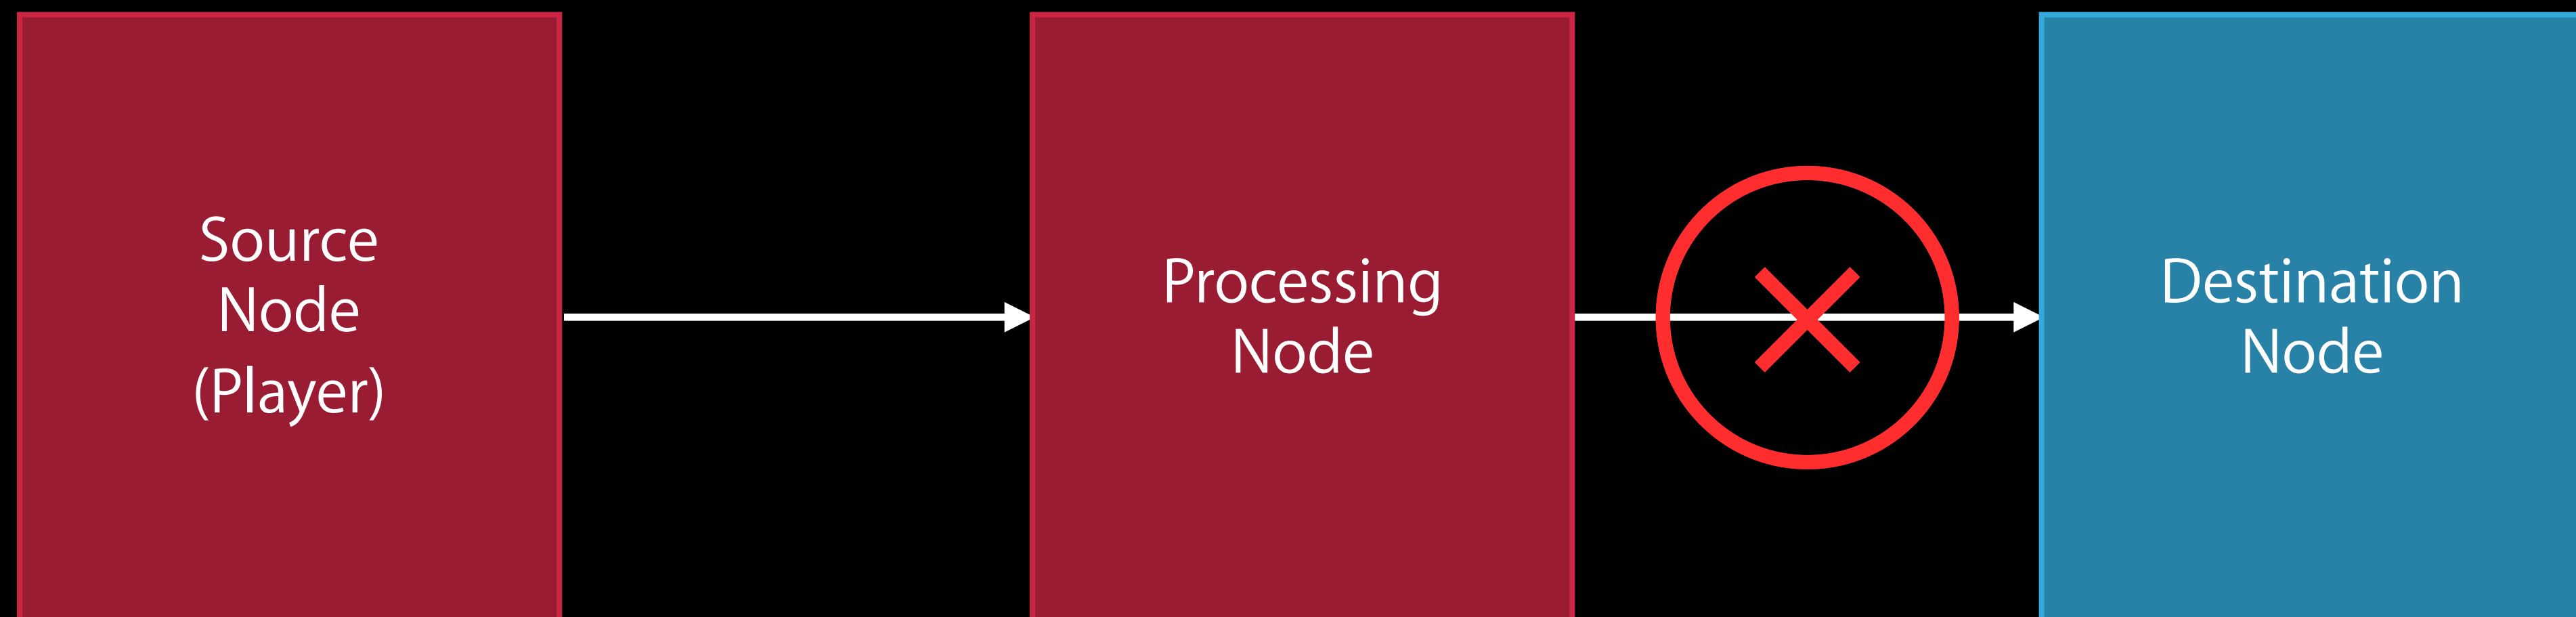 Source
Node
(Player)
Processing
Node
Destination
Node